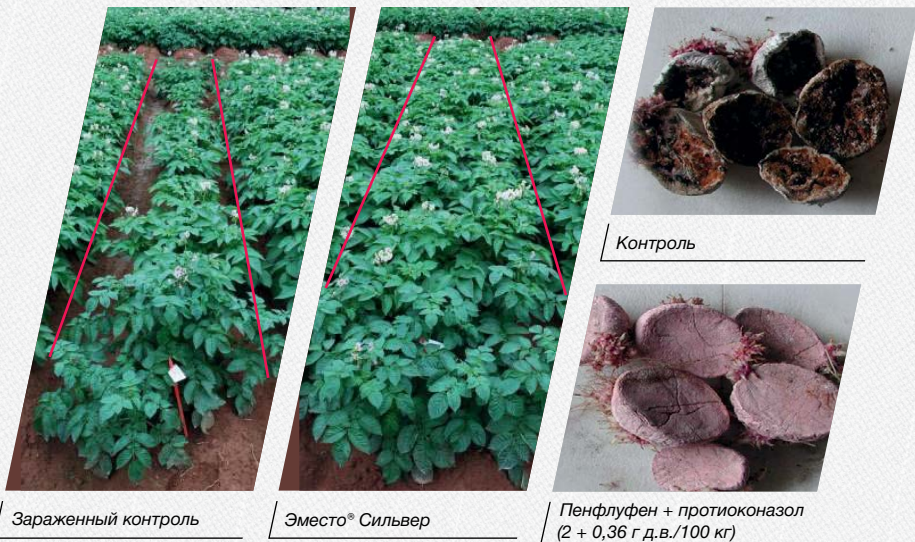 Контроль
Зараженный контроль
Эместо® Сильвер
Пенфлуфен + протиоконазол
(2 + 0,36 г д.в./100 кг)